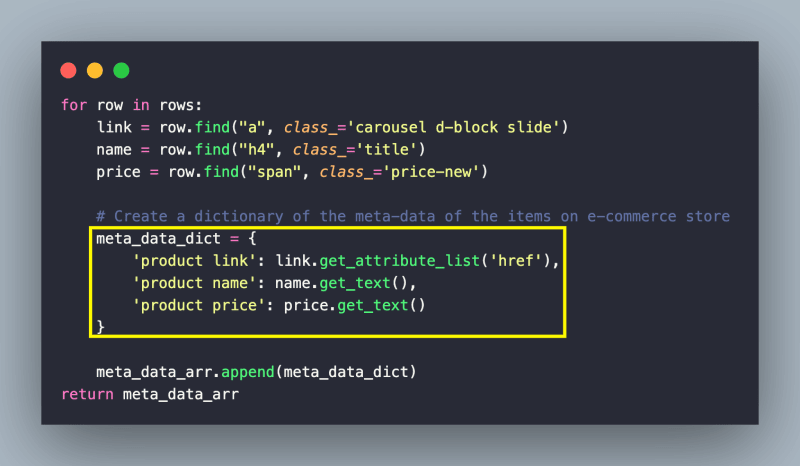 for row in rows:
    link = row.find("a", class_='carousel d-block slide')
    name = row.find("h4", class_='title')
    price = row.find("span", class_='price-new')

    # Create a dictionary of the meta-data of the items on e-commerce store
    meta_data_dict = {
        'product link': link.get_attribute_list('href'),
        'product name': name.get_text(),
        'product price': price.get_text()
    }

    meta_data_arr.append(meta_data_dict)
return meta_data_arr